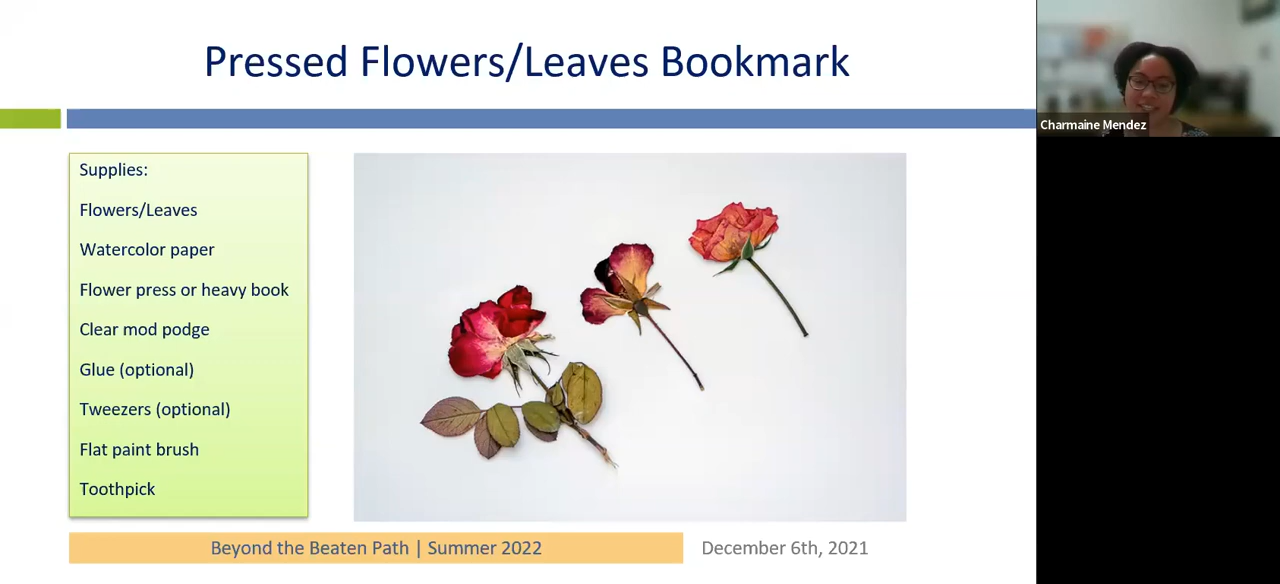 Pressed Flowers/Leaves Bookmark
Charmaine Mendez
Supplies:
Flowers/Leaves
Watercolor paper
Flower press or heavy book
Clear mod podge
Glue (optional)
Tweezers (optional)
Flat paint brush
Toothpick
Beyond the Beaten Path | Summer 2022
December 6th, 2021